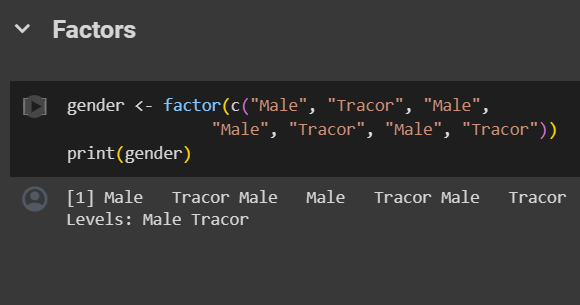 Factors
gender <- factor(c("Male", "Tracor", "Male",
"Male", "Tracor", "Male", "Tracor"))
print(gender)
[1] Male   Tracor Male   Male   Tracor Male   Tracor
Levels: Male Tracor